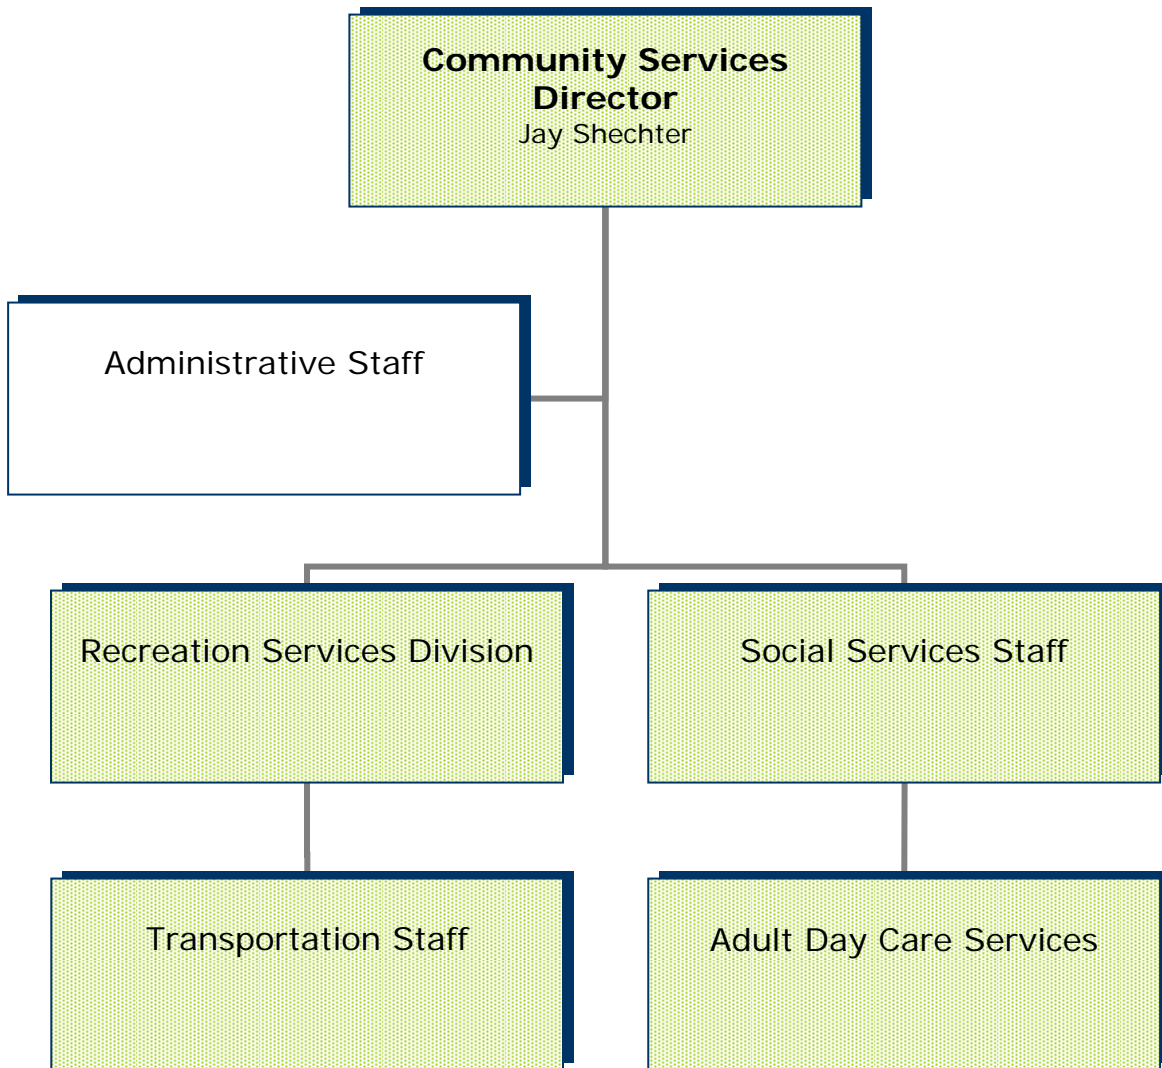 Community Services
Director
Jay Shechter
Administrative Staff
Recreation Services Division
Social Services Staff
Transportation Staff
Adult Day Care Services